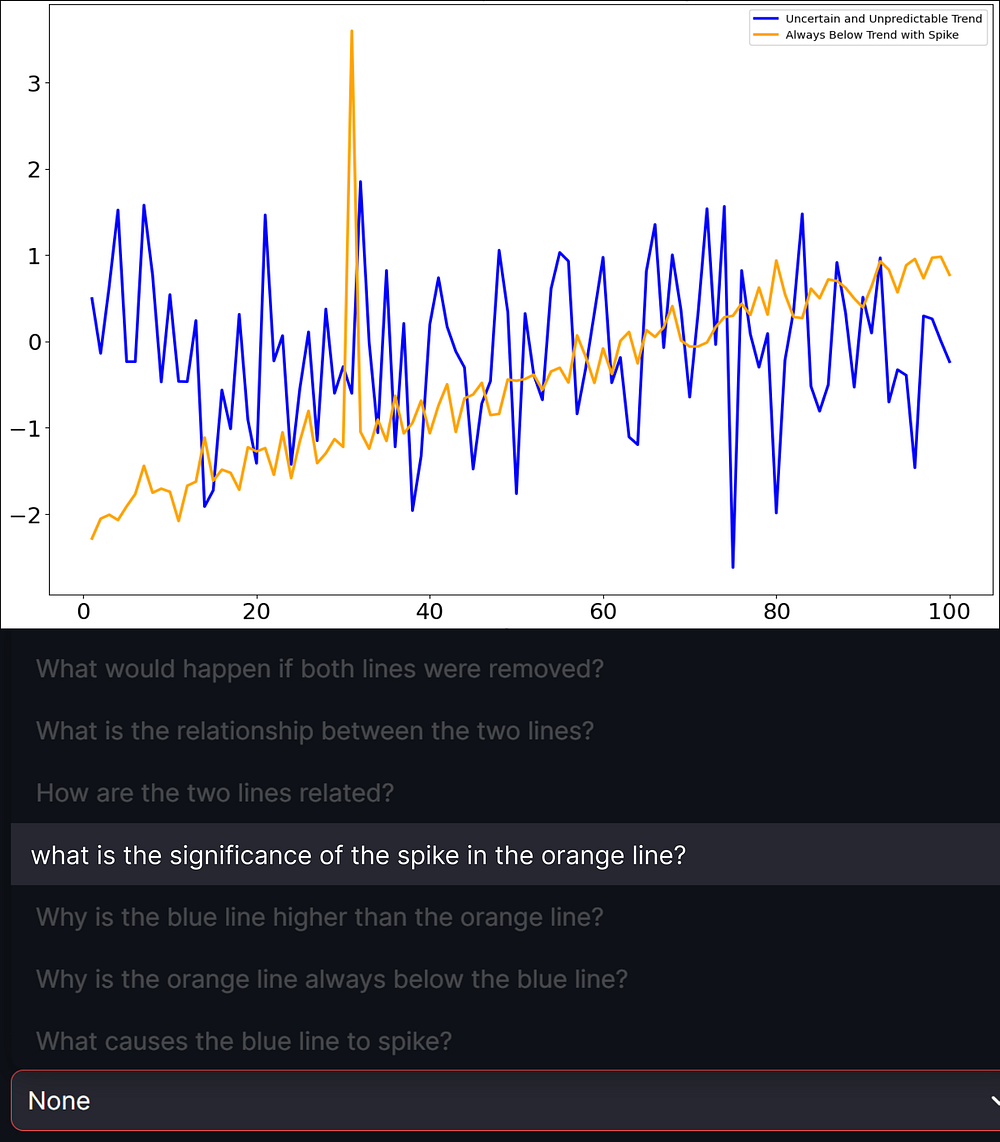 Uncertain and Unpredictable Trend
Always Below Trend with Spike
3
2
1
0
−1
−2
0 20 40 60 80 100
What would happen if both lines were removed?
What is the relationship between the two lines?
How are the two lines related?
what is the significance of the spike in the orange line?
Why is the blue line higher than the orange line?
Why is the orange line always below the blue line?
What causes the blue line to spike?
None